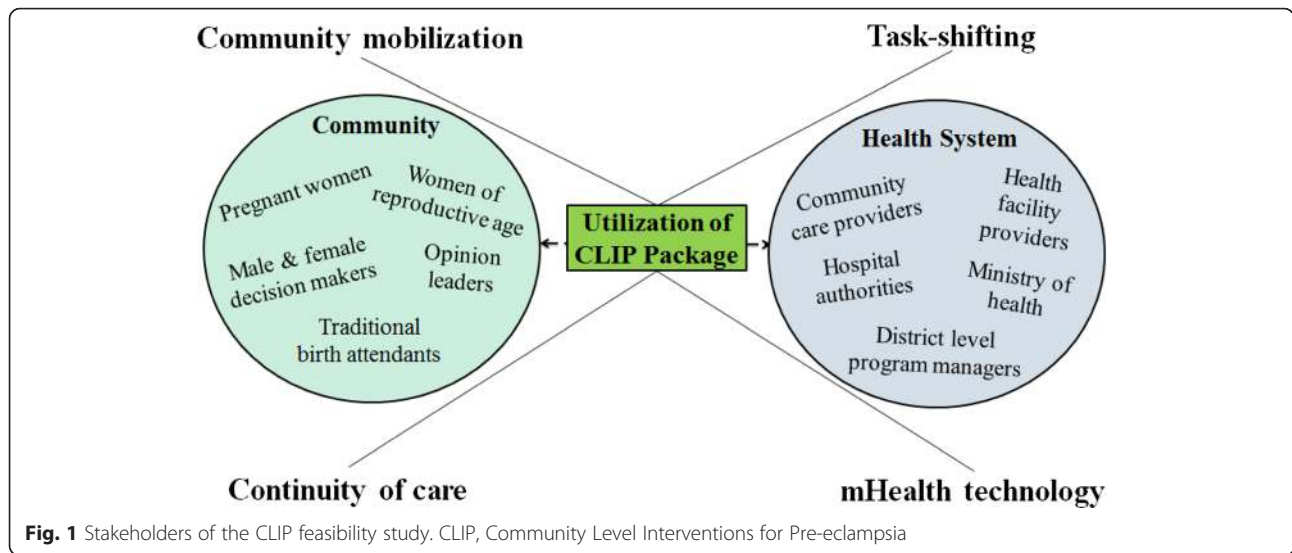 Community mobilization
Task-shifting
Community
Pregnant women
Women of
reproductive age
Male & female
decision makers
Opinion
leaders
Traditional
birth attendants
Utilization of
CLIP Package
Health System
Community
care providers
Health
facility
providers
Hospital
authorities
Ministry of
health
District level
program managers
Continuity of care
mHealth technology
Fig. 1 Stakeholders of the CLIP feasibility study. CLIP, Community Level Interventions for Pre-eclampsia